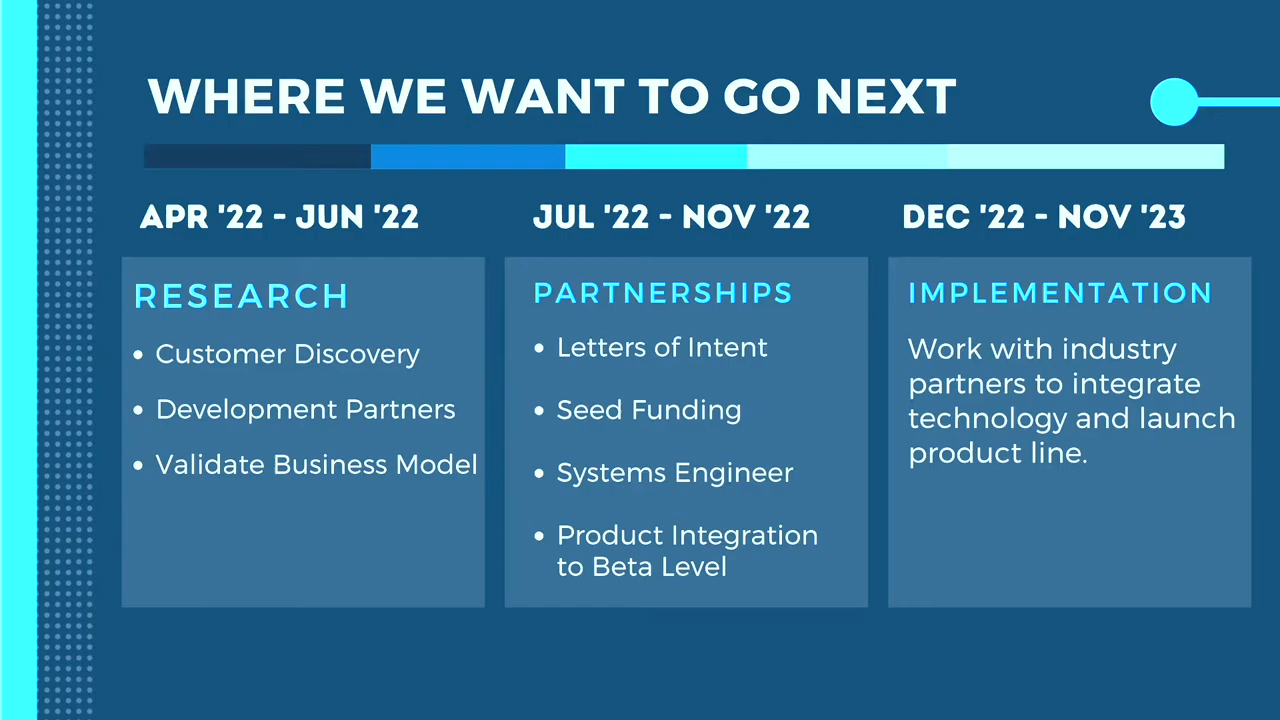 WHERE WE WANT TO GO NEXT
APR '22 - JUN '22
RESEARCH
• Customer Discovery
• Development Partners
• Validate Business Model
JUL '22 - NOV '22
PARTNERSHIPS
• Letters of Intent
• Seed Funding
• Systems Engineer
• Product Integration
to Beta Level
DEC '22 - NOV '23
IMPLEMENTATION
Work with industry
partners to integrate
technology and launch
product line.